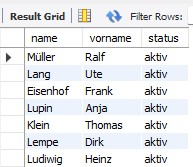 Result Grid Filter Rows:
name vorname status
Müller Ralf aktiv
Lang Ute aktiv
Eisenhof Frank aktiv
Lupin Anja aktiv
Klein Thomas aktiv
Lempe Dirk aktiv
Ludwig Heinz aktiv